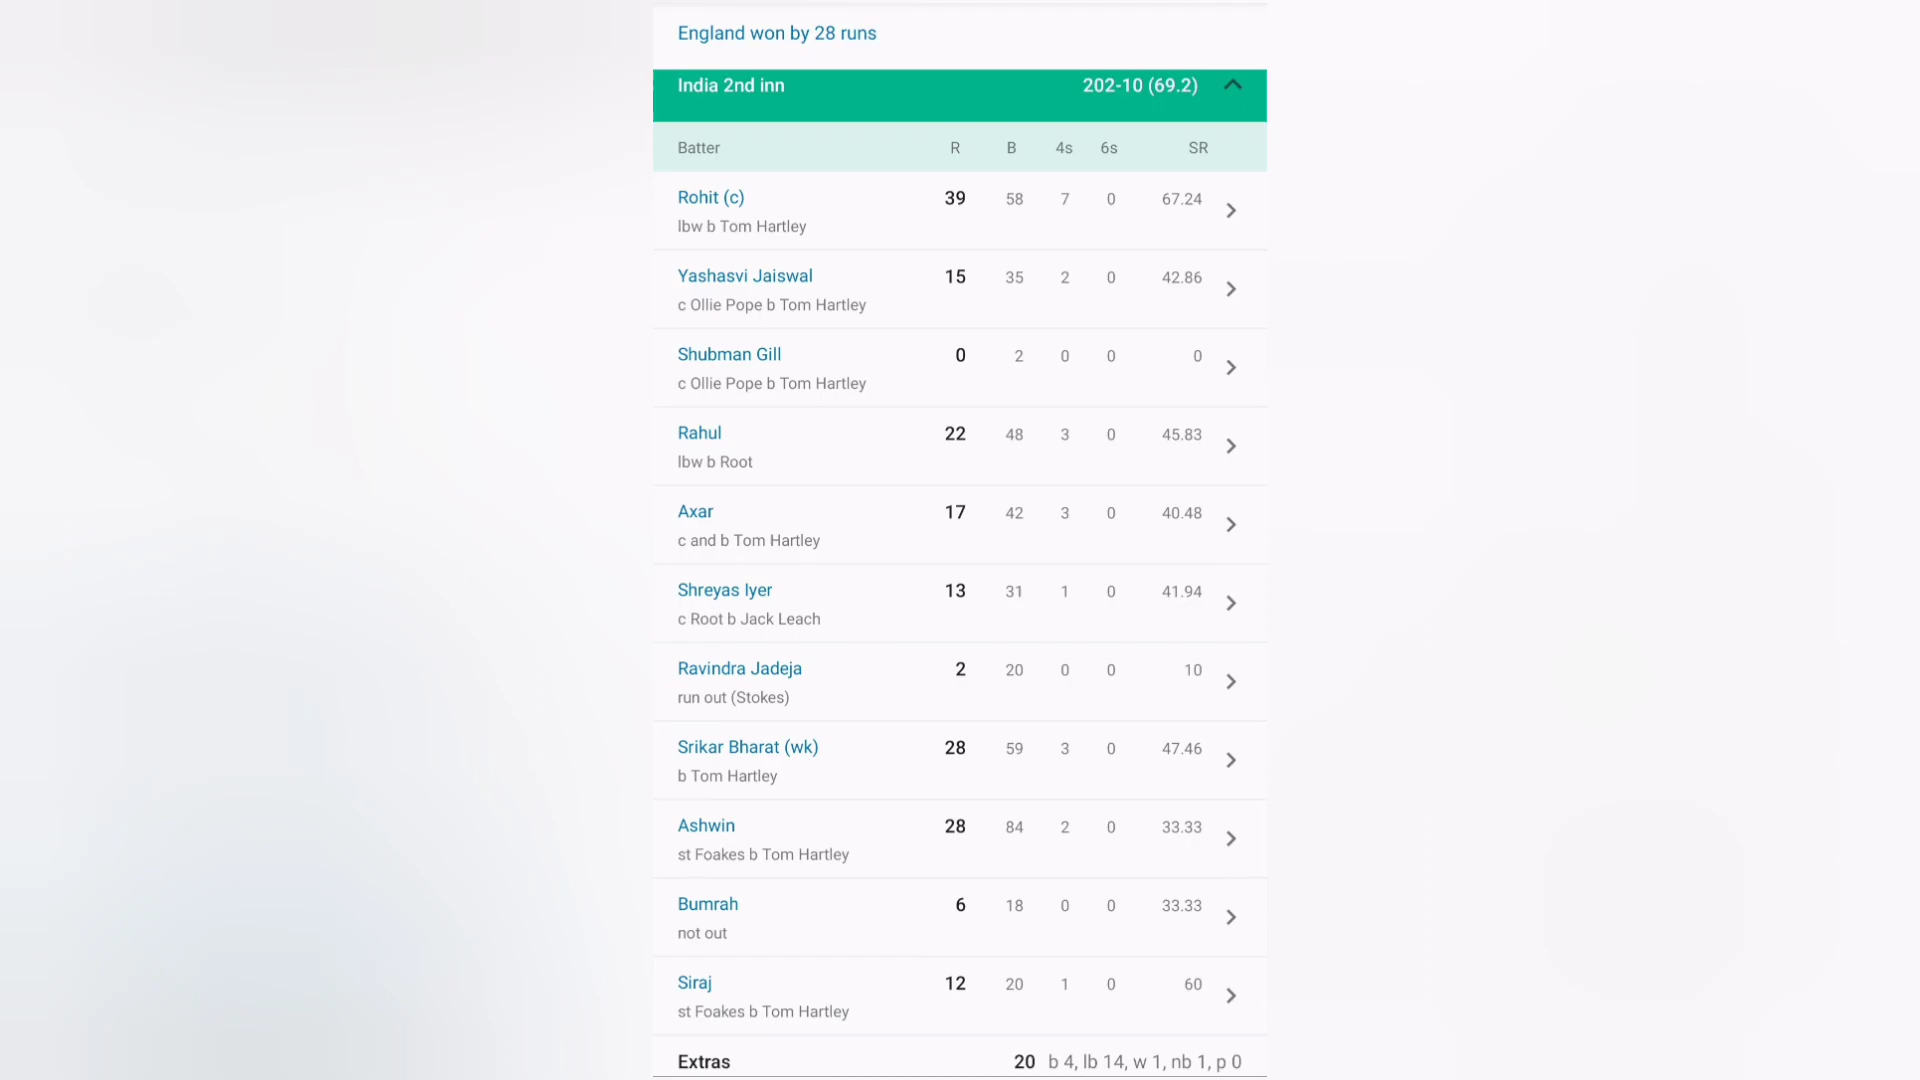 England won by 28 runs
India 2nd inn 202-10 (69.2)
Batter R B 4s 6s SR
Rohit (c) 39 58 7 0 67.24
lbw b Tom Hartley
Yashasvi Jaiswal 15 35 2 0 42.86
c Ollie Pope b Tom Hartley
Shubman Gill 0 2 0 0 0
c Ollie Pope b Tom Hartley
Rahul 22 48 3 0 45.83
lbw b Root
Axar 17 42 3 0 40.48
c and b Tom Hartley
Shreyas Iyer 13 31 1 0 41.94
c Root b Jack Leach
Ravindra Jadeja 2 20 0 0 10
run out (Stokes)
Srikar Bharat (wk) 28 59 3 0 47.46
b Tom Hartley
Ashwin 28 84 2 0 33.33
st Foakes b Tom Hartley
Bumrah 6 18 0 0 33.33
not out
Siraj 12 20 1 0 60
st Foakes b Tom Hartley
Extras 20 b 4, lb 14, w 1, nb 1, p 0